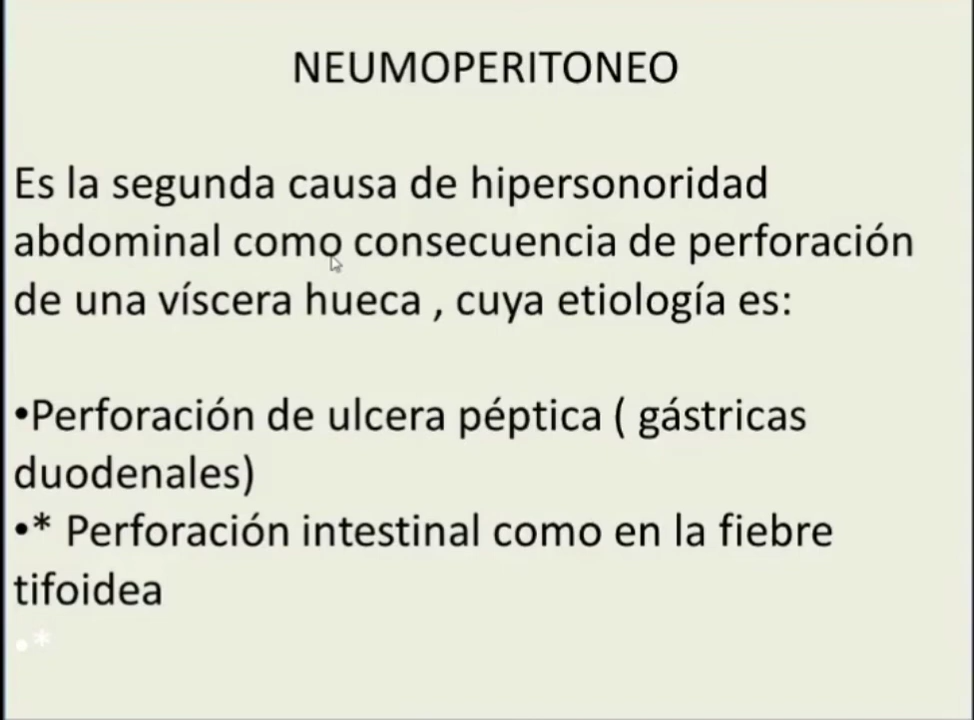 NEUMOPERITONEO
Es la segunda causa de hipersonoridad
abdominal como consecuencia de perforación
de una víscera hueca , cuya etiología es:
•Perforación de ulcera péptica ( gástricas
duodenales)
•* Perforación intestinal como en la fiebre
tifoidea
•*